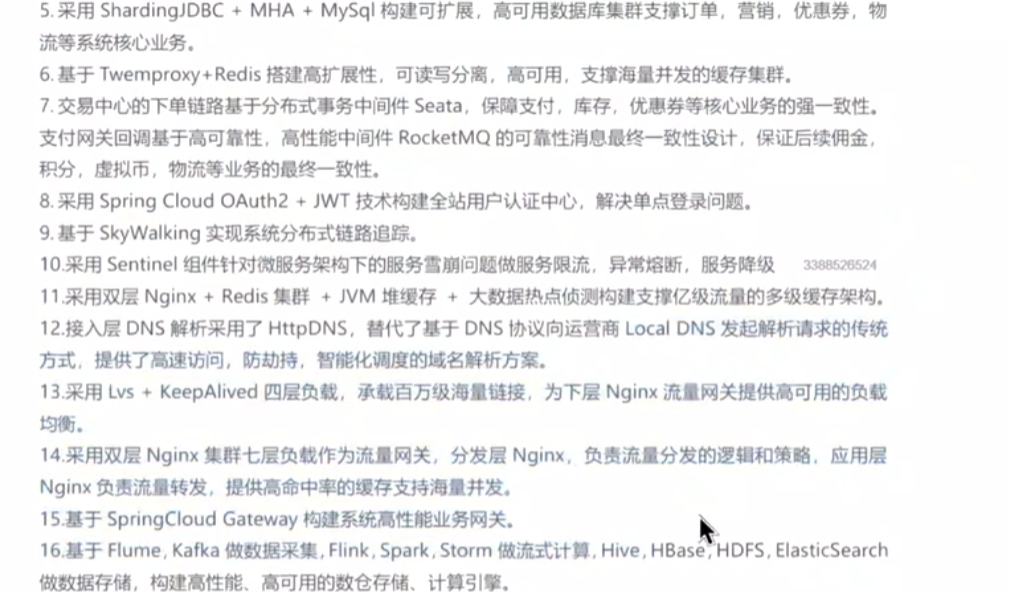 5.采用 ShardingJDBC + MHA + MySql 构建可扩展，高可用数据库集群支撑订单，营销，优惠券，物
流等系统核心业务。
6.基于 Twemproxy+Redis 搭建高扩展性，可读写分离，高可用，支撑海量并发的缓存集群。
7.交易中心的下单链路基于分布式事务中间件 Seata，保障支付，库存，优惠券等核心业务的强一致性。
支付网关回调基于高可靠性，高性能中间件 RocketMQ 的可靠性消息最终一致性设计，保证后续佣金，
积分，虚拟币，物流等业务的最终一致性。
8.采用 Spring Cloud OAuth2 + JWT 技术构建全站用户认证中心，解决单点登录问题。
9.基于 SkyWalking 实现系统分布式链路追踪。
10.采用 Sentinel 组件针对微服务架构下的服务雪崩问题做服务限流，异常熔断，服务降级 3388526524
11.采用双层 Nginx + Redis 集群 + JVM 堆缓存 + 大数据热点侦测构建支撑亿级流量的多级缓存架构。
12.接入层 DNS 解析采用了 HttpDNS，替代了基于 DNS 协议向运营商 Local DNS 发起解析请求的传统
方式，提供了高速访问，防劫持，智能化调度的域名解析方案。
13.采用 Lvs + KeepAlived 四层负载，承载百万级海量链接，为下层 Nginx 流量网关提供高可用的负载
均衡。
14.采用双层 Nginx 集群七层负载作为流量网关，分发层 Nginx，负责流量分发的逻辑和策略，应用层
Nginx 负责流量转发，提供高命中率的缓存支持海量并发。
15.基于 SpringCloud Gateway 构建系统高性能业务网关。
16.基于 Flume, Kafka 做数据采集, Flink, Spark, Storm 做流式计算, Hive, HBase, HDFS, ElasticSearch
做数据存储，构建高性能、高可用的数仓存储、计算引擎。